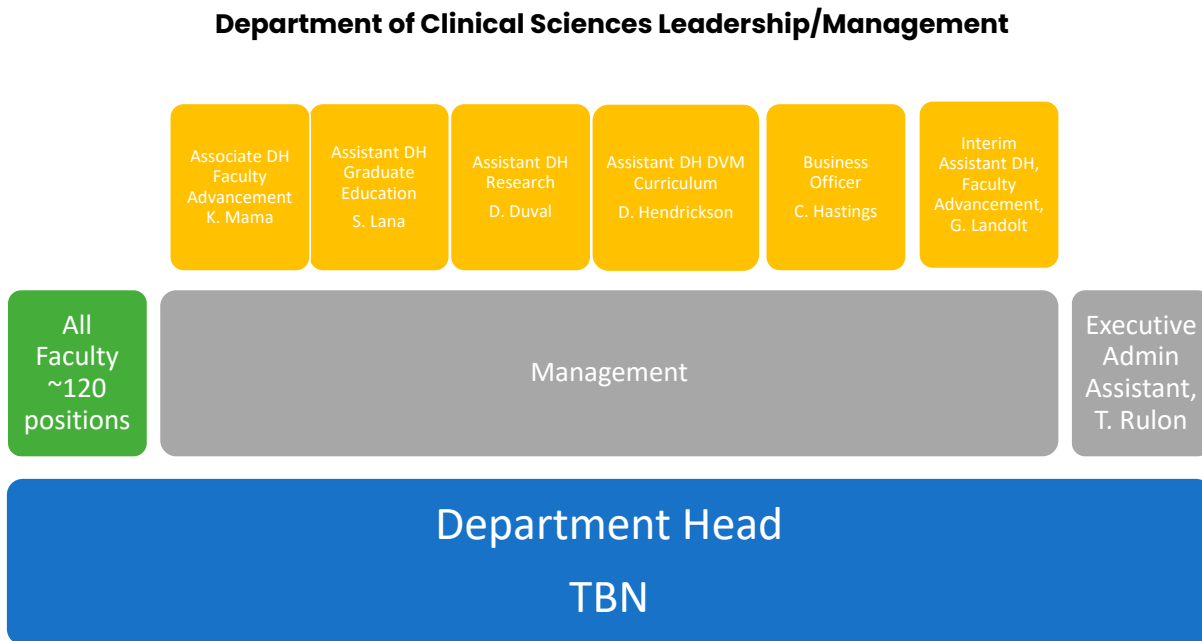 Department of Clinical Sciences Leadership/Management
Associate DH
Faculty
Advancement
K. Mama
Assistant DH
Graduate
Education
S. Lana
Assistant DH
Research
D. Duval
Assistant DH DVM
Curriculum
D. Hendrickson
Business
Officer
C. Hastings
Interim
Assistant DH,
Faculty
Advancement,
G. Landolt
All
Faculty
~120
positions
Management
Executive
Admin
Assistant,
T. Rulon
Department Head
TBN